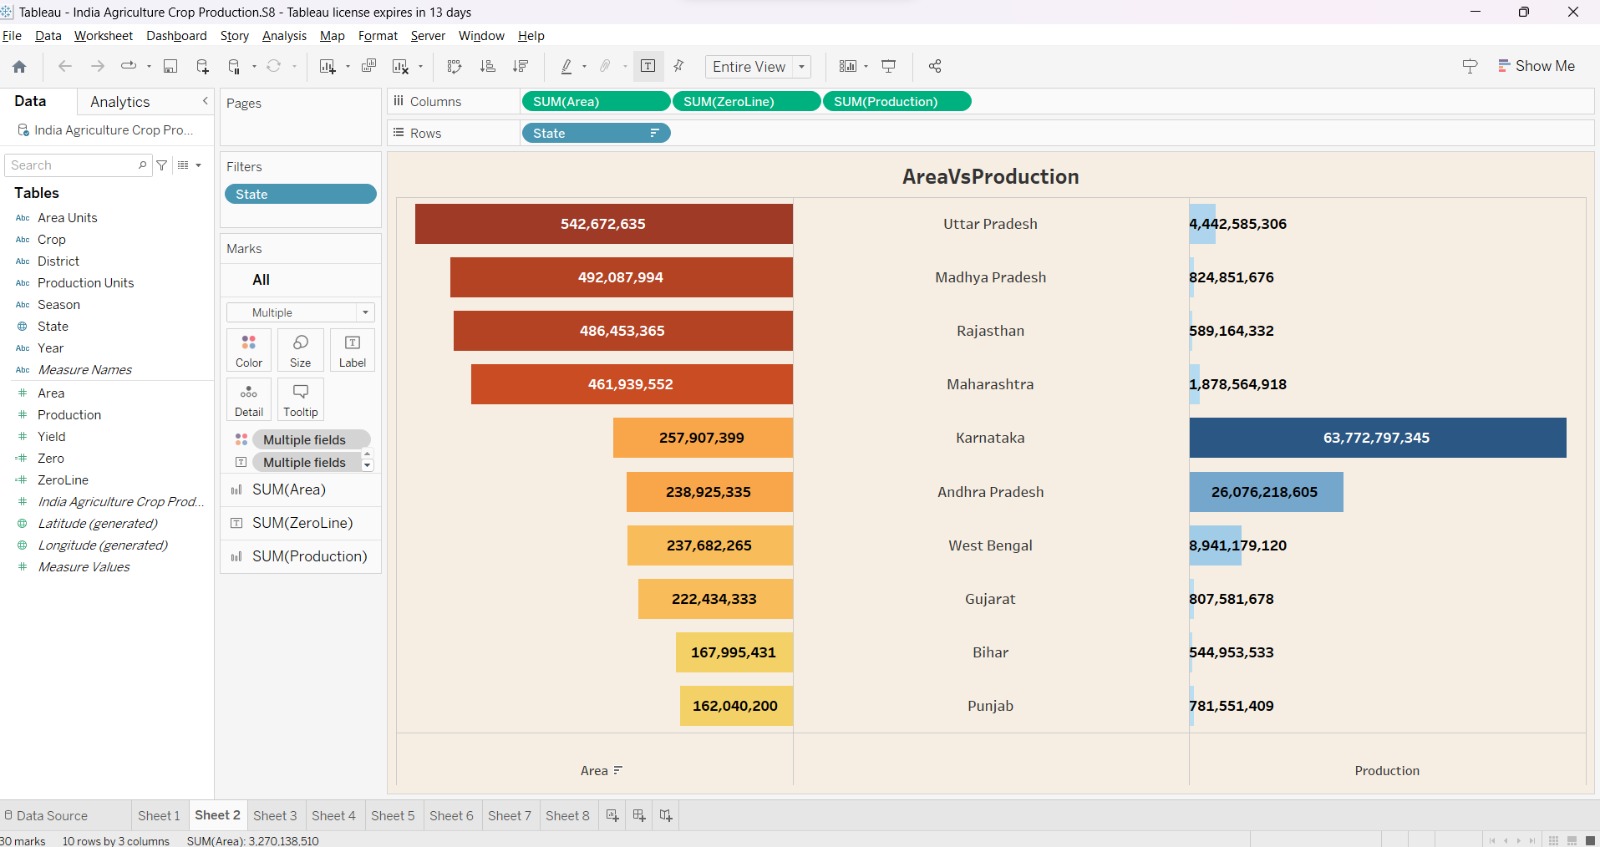 Tableau - India Agriculture Crop Production.S8 - Tableau license expires in 13 days
File Data Worksheet Dashboard Story Analysis Map Format Server Window Help
Entire View
Show Me
Data
Analytics
India Agriculture Crop Pro...
Search
Tables
Abc Area Units
Abc Crop
Abc District
Abc Production Units
Abc Season
State
Abc Year
Abc Measure Names
# Area
# Production
# Yield
=# Zero
=# ZeroLine
# India Agriculture Crop Prod...
Latitude (generated)
Longitude (generated)
# Measure Values
Pages
Filters
State
Marks
All
Multiple
Color Size Label
Detail Tooltip
Multiple fields
Multiple fields
SUM(Area)
SUM(ZeroLine)
SUM(Production)
Columns SUM(Area) SUM(ZeroLine) SUM(Production)
Rows State
AreaVsProduction
542,672,635 Uttar Pradesh 4,442,585,306
492,087,994 Madhya Pradesh 824,851,676
486,453,365 Rajasthan 589,164,332
461,939,552 Maharashtra 1,878,564,918
257,907,399 Karnataka 63,772,797,345
238,925,335 Andhra Pradesh 26,076,218,605
237,682,265 West Bengal 8,941,179,120
222,434,333 Gujarat 807,581,678
167,995,431 Bihar 544,953,533
162,040,200 Punjab 781,551,409
Area Production
Data Source Sheet 1 Sheet 2 Sheet 3 Sheet 4 Sheet 5 Sheet 6 Sheet 7 Sheet 8
30 marks 10 rows by 3 columns SUM(Area): 3,270,138,510